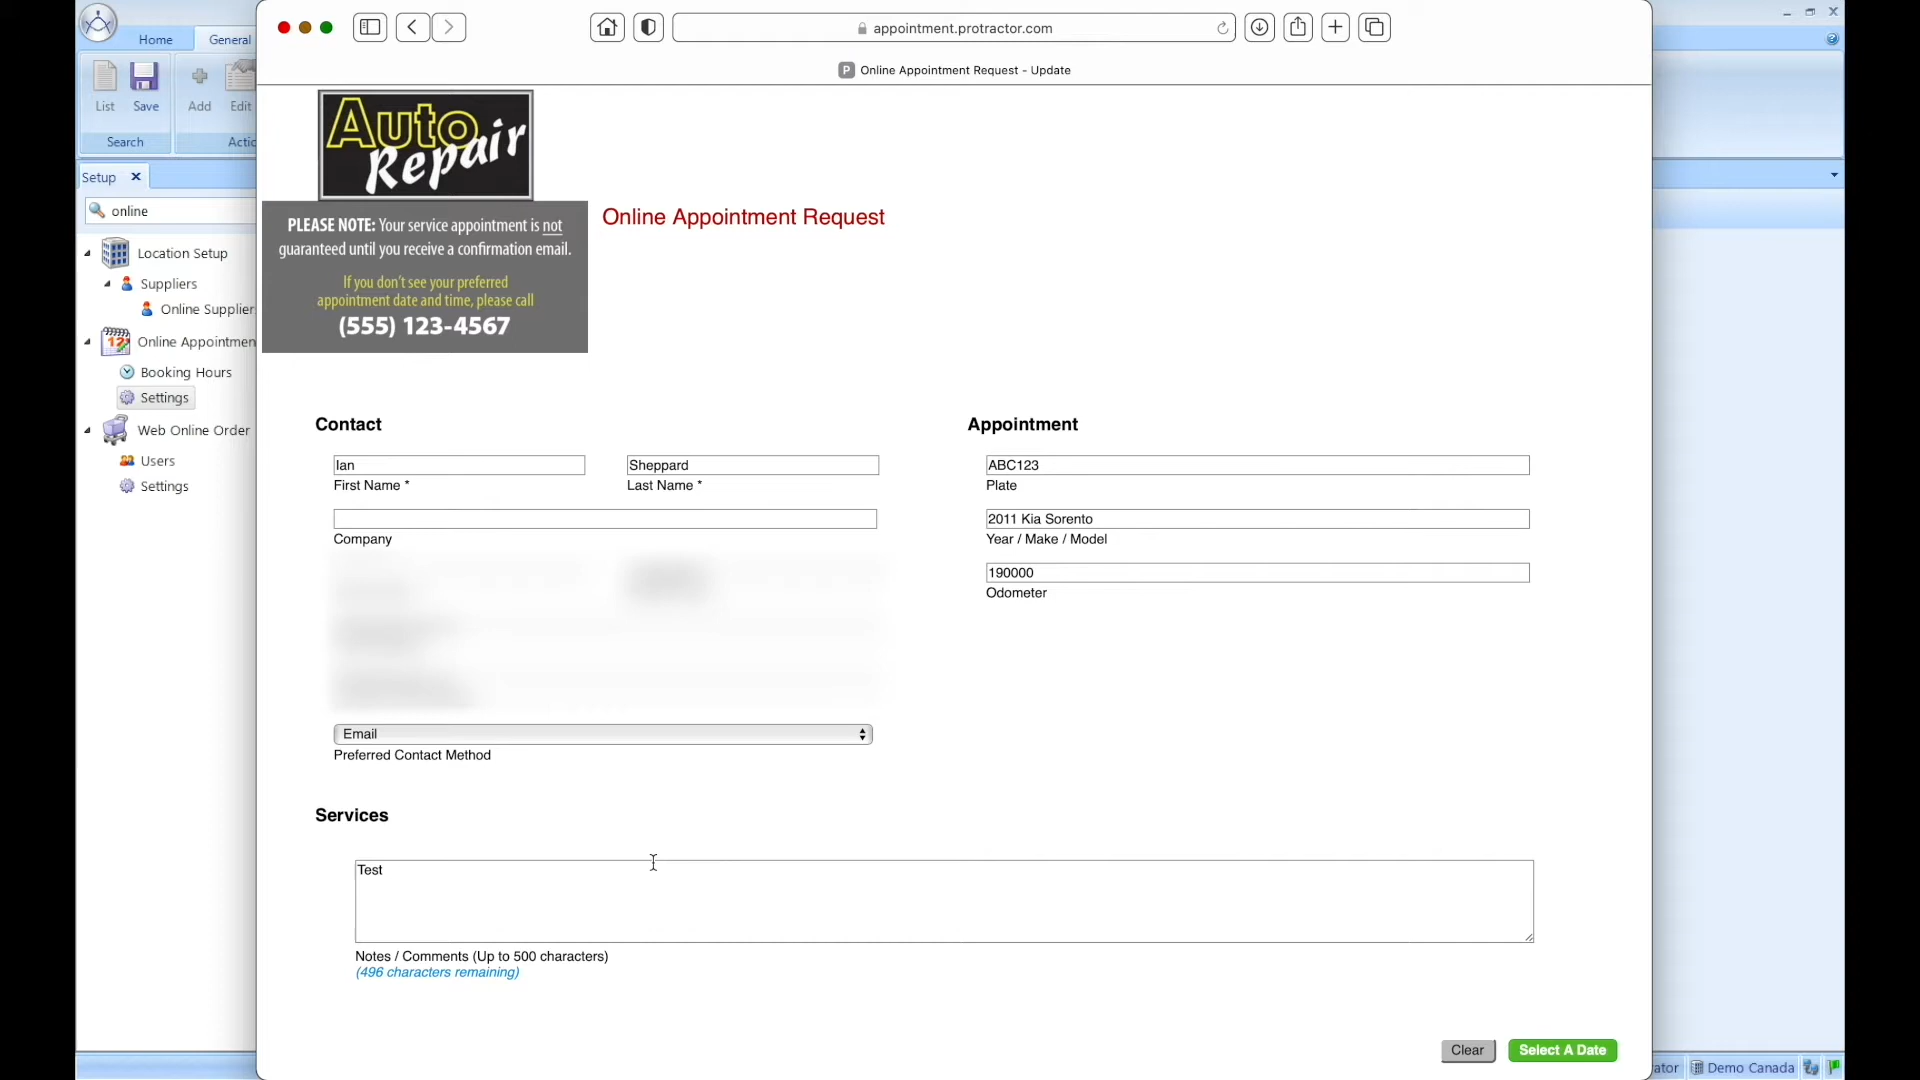 Home
General
List
Save
Add
Edit
Search
Actio
Setup
online
Location Setup
Suppliers
Online Supplier
Online Appointmen
Booking Hours
Settings
Web Online Order
Users
Settings
appointment.protractor.com
P Online Appointment Request - Update
Auto
Repair
PLEASE NOTE: Your service appointment is not
guaranteed until you receive a confirmation email.
If you don't see your preferred
appointment date and time, please call
(555) 123-4567
Online Appointment Request
Contact
Ian
Sheppard
First Name *
Last Name *
Company
Email
Preferred Contact Method
Appointment
ABC123
Plate
2011 Kia Sorento
Year / Make / Model
190000
Odometer
Services
Test
Notes / Comments (Up to 500 characters)
(496 characters remaining)
Clear
Select A Date
ator
Demo Canada